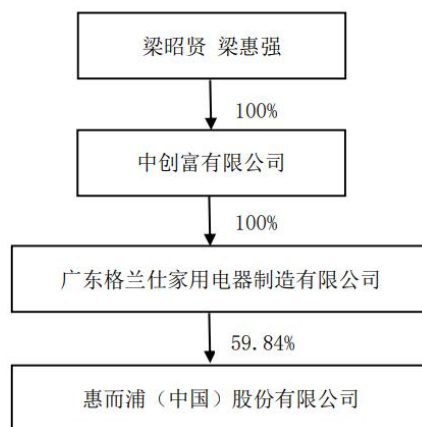 梁昭贤 梁惠强
100%
中创富有限公司
100%
广东格兰仕家用电器制造有限公司
59.84%
惠而浦（中国）股份有限公司